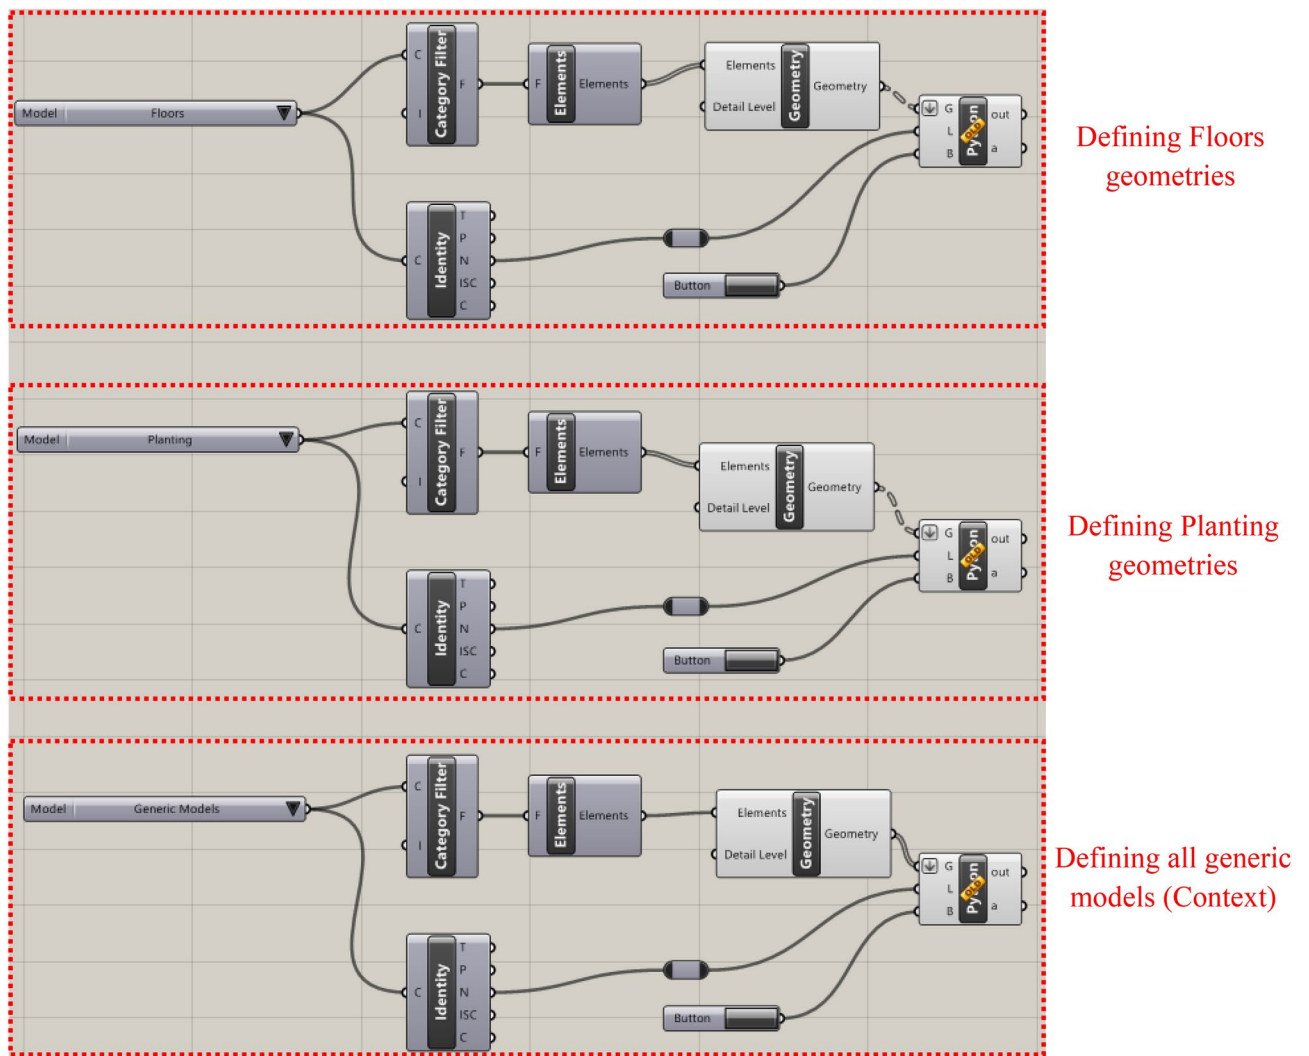 Model Floors
C
I
Category Filter
F
F
Elements
Elements
Elements
Detail Level
Geometry
Geometry
G
L
B
Python
OLD
out
a
C
Identity
T
P
N
ISC
C
Button
Defining Floors
geometries
Model Planting
C
I
Category Filter
F
F
Elements
Elements
Elements
Detail Level
Geometry
Geometry
G
L
B
Python
OLD
out
a
C
Identity
T
P
N
ISC
C
Button
Defining Planting
geometries
Model Generic Models
C
I
Category Filter
F
F
Elements
Elements
Elements
Detail Level
Geometry
Geometry
G
L
B
Python
OLD
out
a
C
Identity
T
P
N
ISC
C
Button
Defining all generic
models (Context)